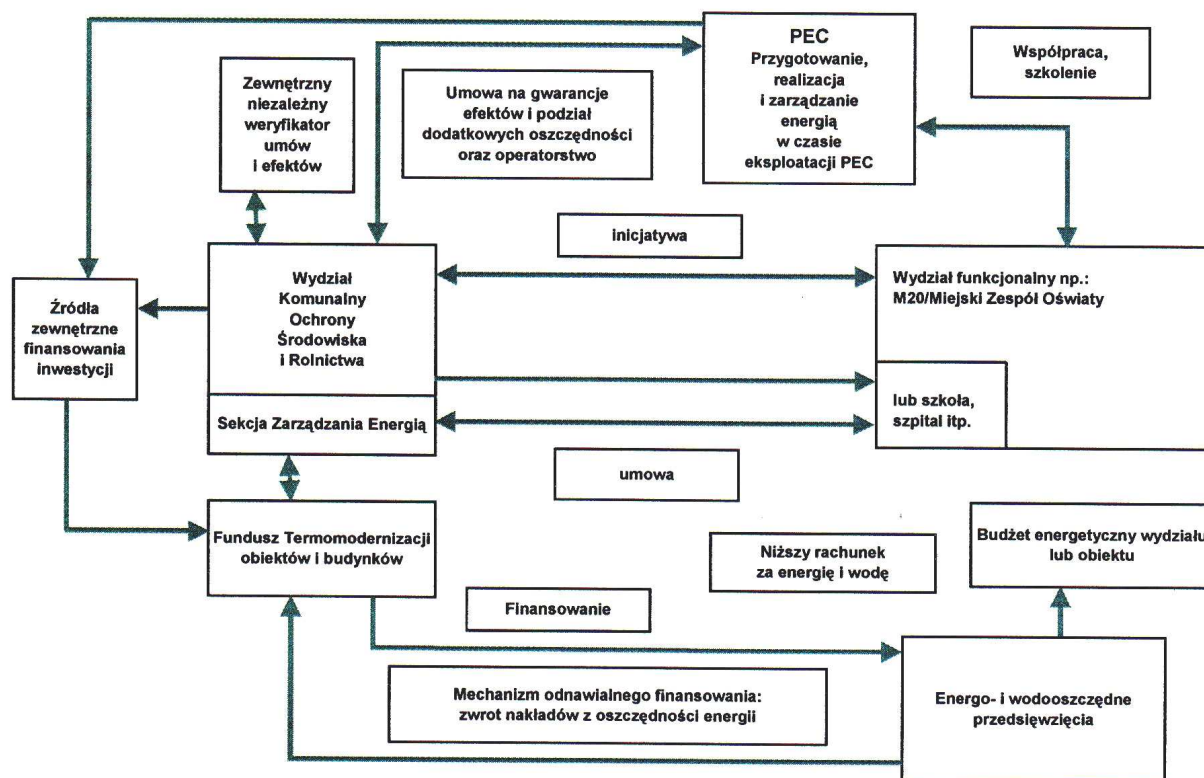 PEC
Przygotowanie,
realizacja
i zarządzanie
energią
w czasie
eksploatacji PEC
Współpraca,
szkolenie
Zewnętrzny
niezależny
weryfikator
umów
i efektów
Umowa na gwarancje
efektów i podział
dodatkowych oszczędności
oraz operatorstwo
inicjatywa
Źródła
zewnętrzne
finansowania
inwestycji
Wydział
Komunalny
Ochrony
Środowiska
i Rolnictwa
Sekcja Zarządzania Energią
Wydział funkcjonalny np.:
M20/Miejski Zespół Oświaty
lub szkoła,
szpital itp.
umowa
Fundusz Termomodernizacji
obiektów i budynków
Niższy rachunek
za energię i wodę
Budżet energetyczny wydziału
lub obiektu
Finansowanie
Mechanizm odnawialnego finansowania:
zwrot nakładów z oszczędności energii
Energo- i wodooszczędne
przedsięwzięcia